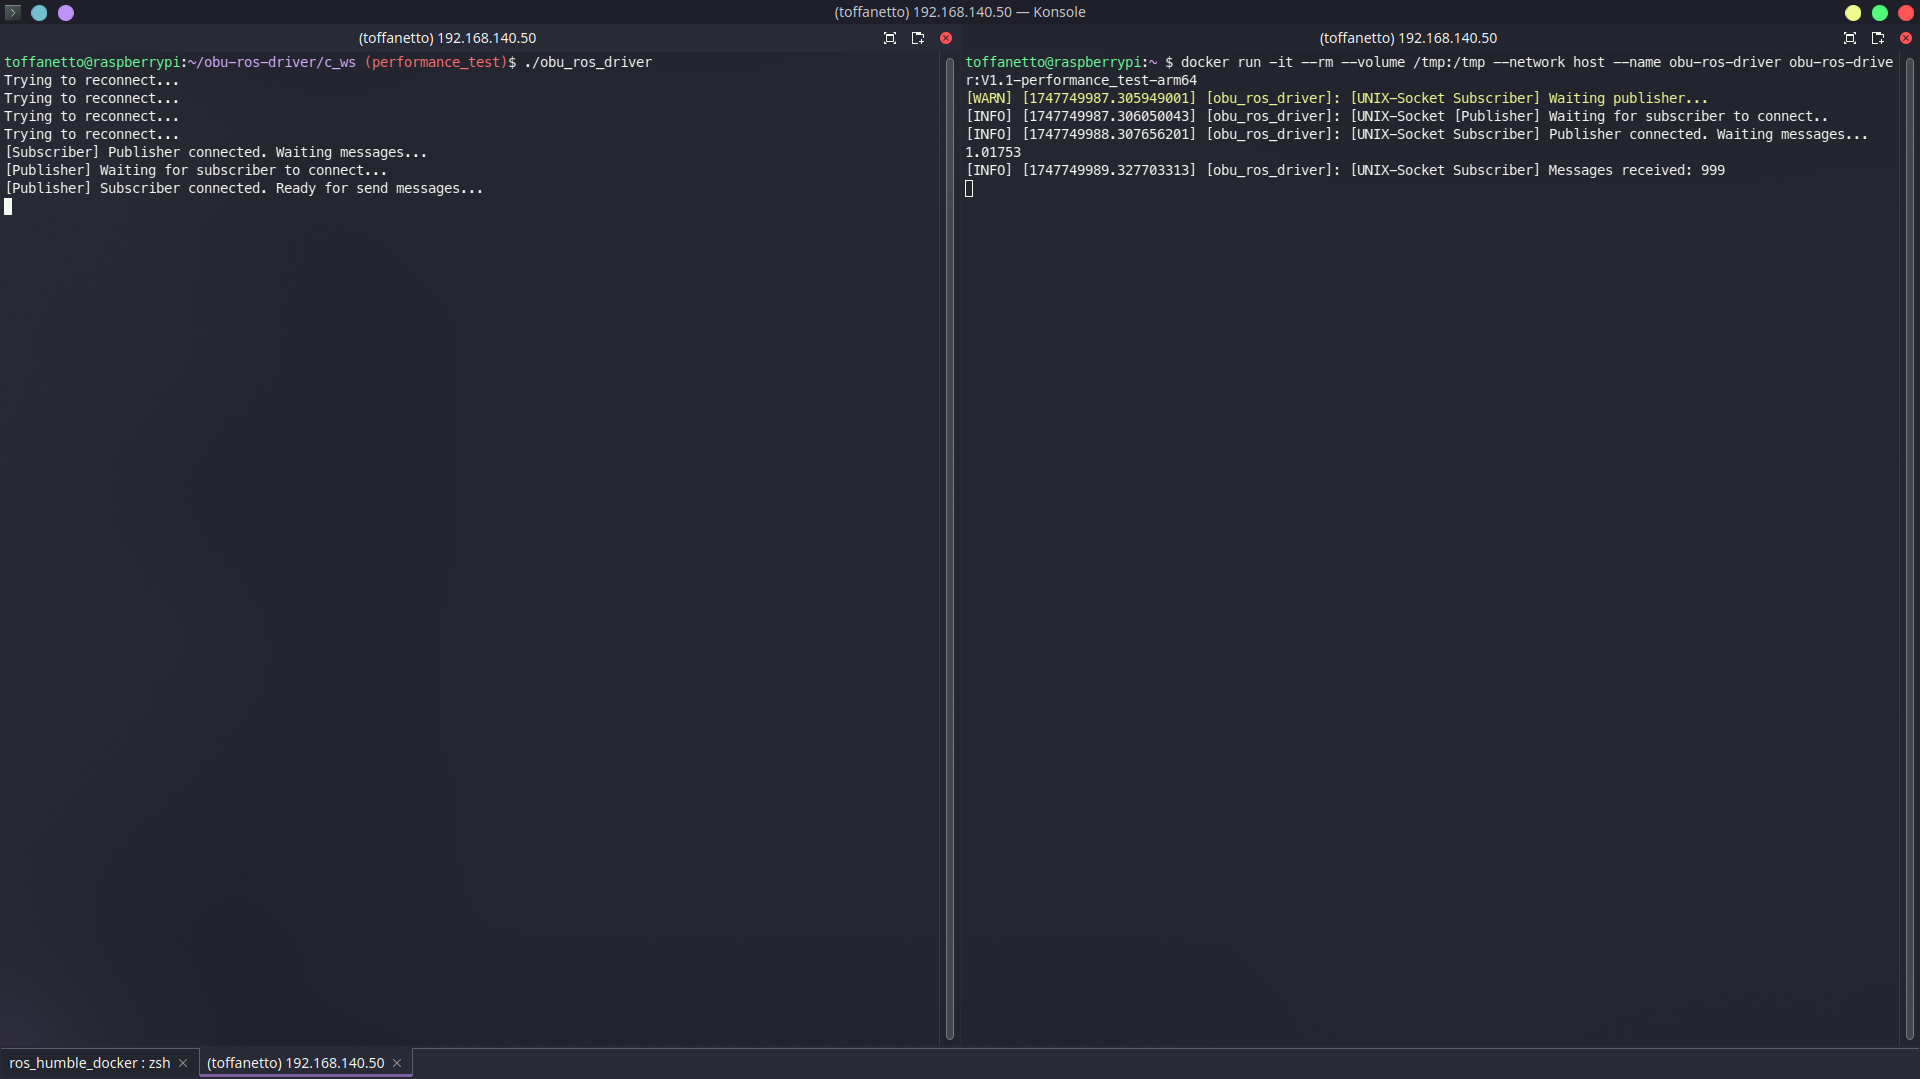 (toffanetto) 192.168.140.50 — Konsole
(toffanetto) 192.168.140.50
toffanetto@raspberrypi:~/obu-ros-driver/c_ws (performance_test)$ ./obu_ros_driver
Trying to reconnect...
Trying to reconnect...
Trying to reconnect...
Trying to reconnect...
[Subscriber] Publisher connected. Waiting messages...
[Publisher] Waiting for subscriber to connect...
[Publisher] Subscriber connected. Ready for send messages...
(toffanetto) 192.168.140.50
toffanetto@raspberrypi:~ $ docker run -it --rm --volume /tmp:/tmp --network host --name obu-ros-driver obu-ros-drive
r:V1.1-performance_test-arm64
[WARN] [1747749987.305949001] [obu_ros_driver]: [UNIX-Socket Subscriber] Waiting publisher...
[INFO] [1747749987.306050043] [obu_ros_driver]: [UNIX-Socket [Publisher] Waiting for subscriber to connect..
[INFO] [1747749988.307656201] [obu_ros_driver]: [UNIX-Socket Subscriber] Publisher connected. Waiting messages...
1.01753
[INFO] [1747749989.327703313] [obu_ros_driver]: [UNIX-Socket Subscriber] Messages received: 999
ros_humble_docker : zsh
(toffanetto) 192.168.140.50